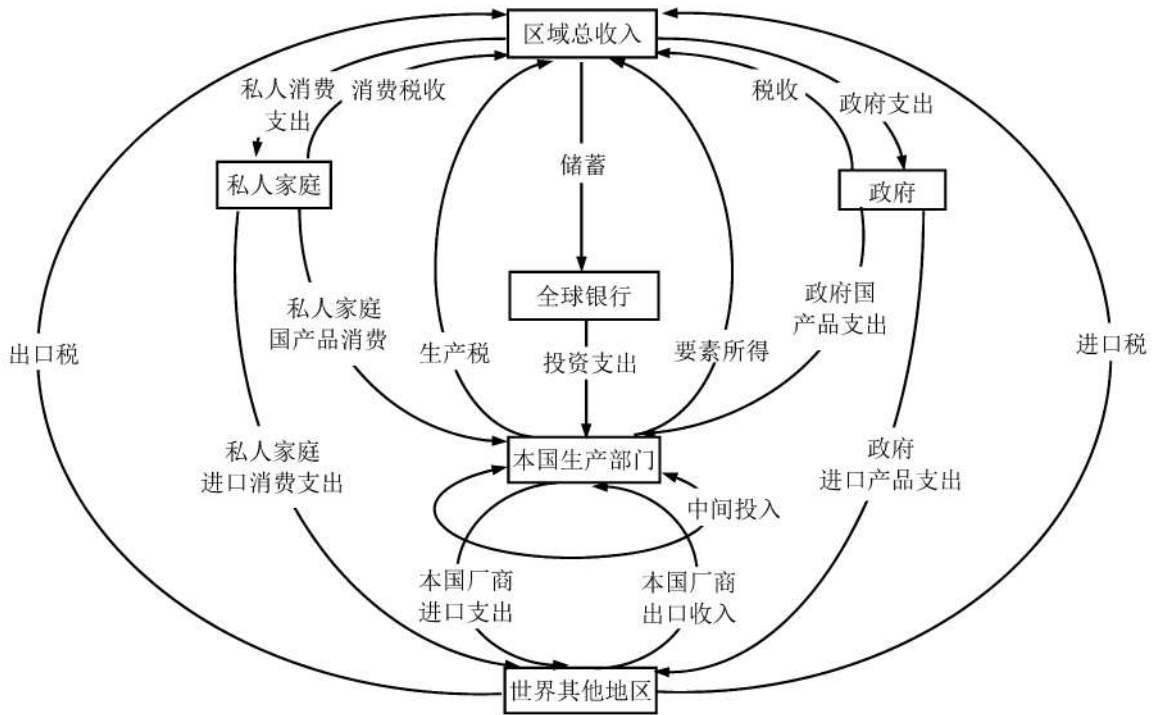 区域总收入
私人消费
支出
消费税收
税收
政府支出
储蓄
私人家庭
政府
全球银行
私人家庭
国产品消费
政府国
产品支出
出口税
生产税
投资支出
要素所得
进口税
本国生产部门
私人家庭
进口消费支出
政府
进口产品支出
中间投入
本国厂商
进口支出
本国厂商
出口收入
世界其他地区